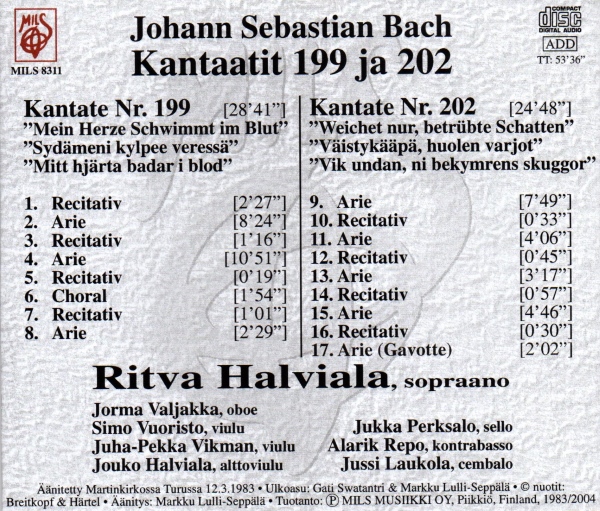 MILS
MILS 8311
Johann Sebastian Bach
Kantaatit 199 ja 202
COMPACT
disc
DIGITAL AUDIO
ADD
TT: 53’36”
Kantate Nr. 199 [28’41”]
”Mein Herze Schwimmt im Blut”
”Sydämeni kylpee veressä”
”Mitt hjärta badar i blod”
1. Recitativ [2’27”]
2. Arie [8’24”]
3. Recitativ [1’16”]
4. Arie [10’51”]
5. Recitativ [0’19”]
6. Choral [1’54”]
7. Recitativ [1’01”]
8. Arie [2’29”]
Kantate Nr. 202 [24’48”]
”Weichet nur, betrübte Schatten”
”Väistykääpä, huolen varjot”
”Vik undan, ni bekymrens skuggor”
9. Arie [7’49”]
10. Recitativ [0’33”]
11. Arie [4’06”]
12. Recitativ [0’45”]
13. Arie [3’17”]
14. Recitativ [0’57”]
15. Arie [4’46”]
16. Recitativ [0’30”]
17. Arie (Gavotte) [2’02”]
Ritva Halviala, sopraano
Jorma Valjakka, oboe
Simo Vuoristo, viulu
Juha-Pekka Vikman, viulu
Jouko Halviala, alttoviulu
Jukka Perksalo, sello
Alarik Repo, kontrabasso
Jussi Laukola, cembalo
Äänitetty Martinkirkossa Turussa 12.3.1983 • Ulkoasu: Gati Swatantri & Markku Lulli-Seppälä • © nuotit:
Breitkopf & Härtel • Äänitys: Markku Lulli-Seppälä • Tuotanto: Ⓟ MILS MUSIIKKI OY, Piikkiö, Finland, 1983/2004